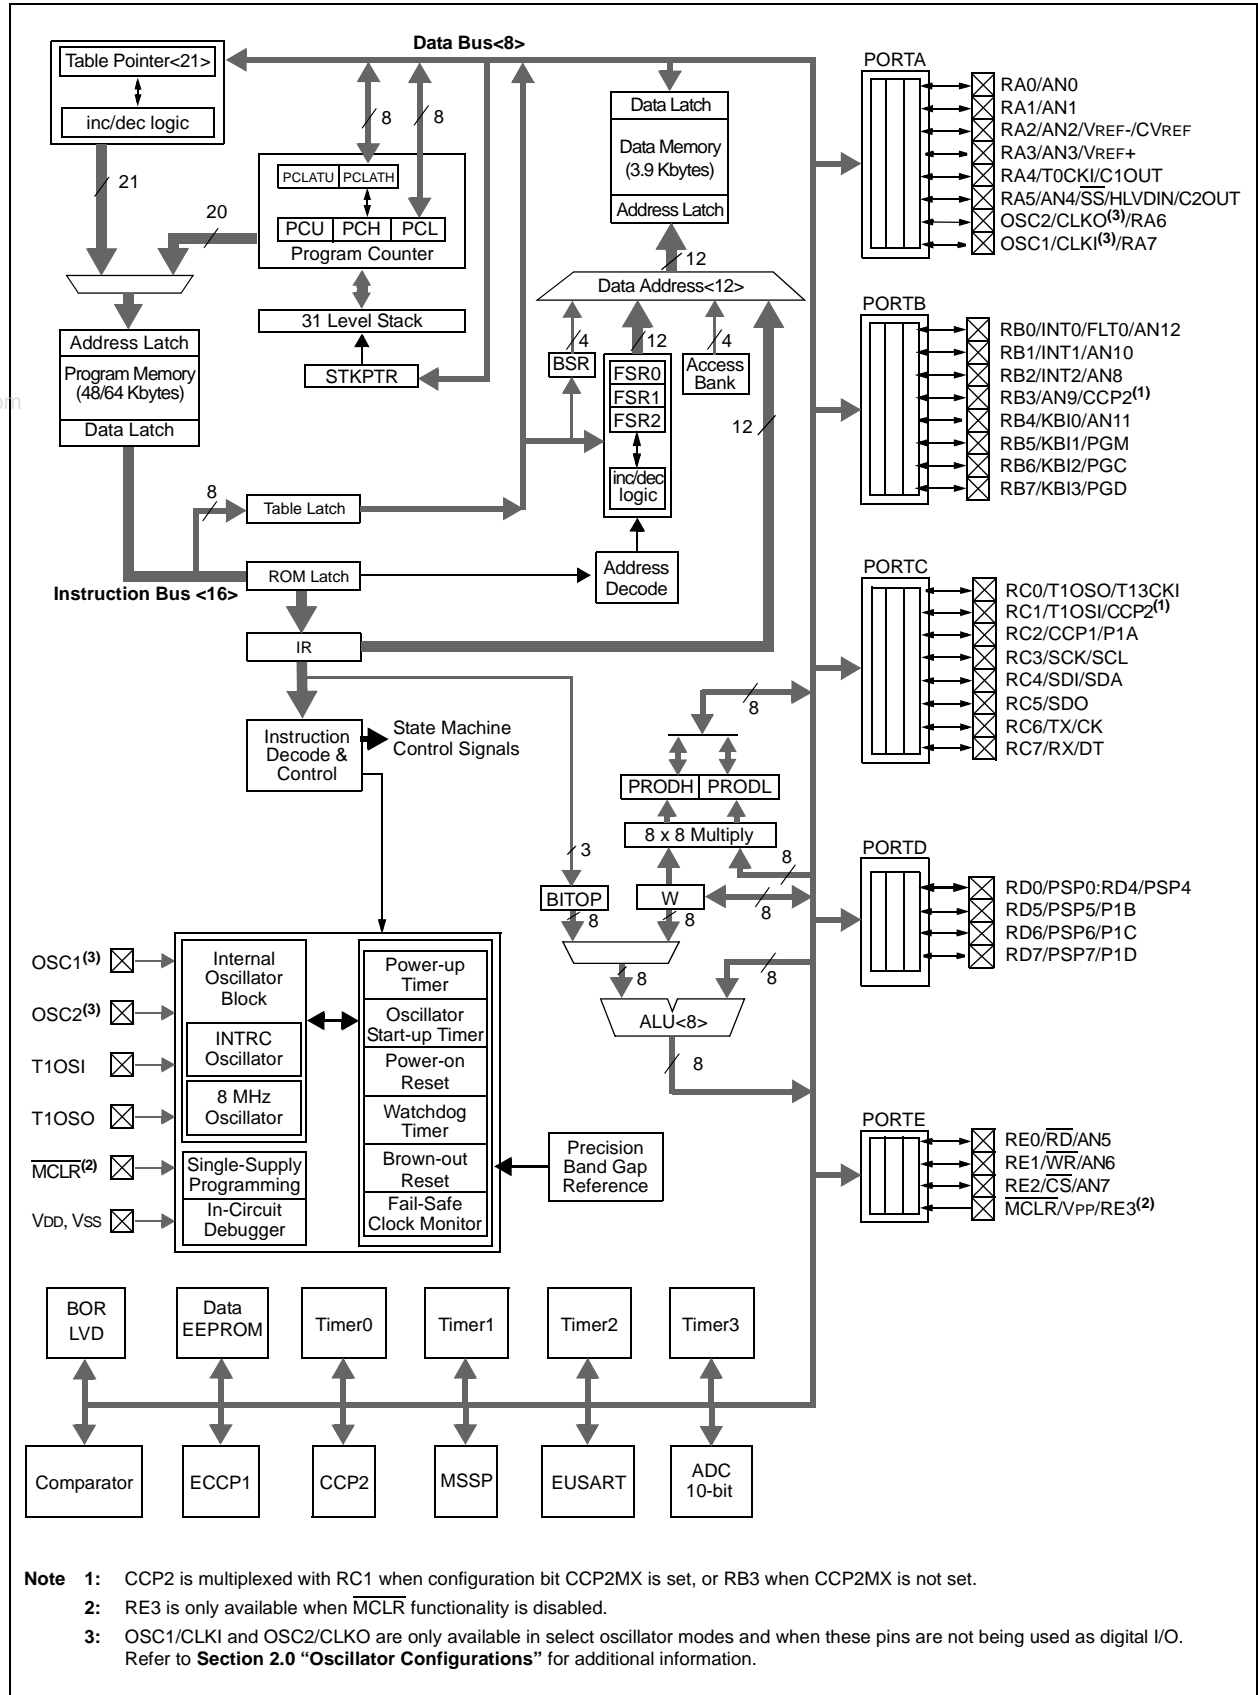 Data Bus<8>
Table Pointer<21>
inc/dec logic
21
20
8
8
PCLATU PCLATH
PCU PCH PCL
Program Counter
31 Level Stack
STKPTR
Address Latch
Program Memory
(48/64 Kbytes)
Data Latch
om
Data Latch
Data Memory
(3.9 Kbytes)
Address Latch
12
Data Address<12>
4
12
4
BSR
FSR0
FSR1
FSR2
Access
Bank
12
inc/dec
logic
8
Table Latch
ROM Latch
Instruction Bus <16>
Address
Decode
IR
Instruction
Decode &
Control
State Machine
Control Signals
8
PRODH PRODL
8 x 8 Multiply
3
8
BITOP
W
8
8
8
8
8
ALU<8>
8
OSC1(3)
OSC2(3)
T1OSI
T1OSO
MCLR(2)
VDD, VSS
Internal
Oscillator
Block
INTRC
Oscillator
8 MHz
Oscillator
Single-Supply
Programming
In-Circuit
Debugger
Power-up
Timer
Oscillator
Start-up Timer
Power-on
Reset
Watchdog
Timer
Brown-out
Reset
Fail-Safe
Clock Monitor
Precision
Band Gap
Reference
PORTA
RA0/AN0
RA1/AN1
RA2/AN2/VREF-/CVREF
RA3/AN3/VREF+
RA4/T0CKI/C1OUT
RA5/AN4/SS/HLVDIN/C2OUT
OSC2/CLKO(3)/RA6
OSC1/CLKI(3)/RA7
PORTB
RB0/INT0/FLT0/AN12
RB1/INT1/AN10
RB2/INT2/AN8
RB3/AN9/CCP2(1)
RB4/KBI0/AN11
RB5/KBI1/PGM
RB6/KBI2/PGC
RB7/KBI3/PGD
PORTC
RC0/T1OSO/T13CKI
RC1/T1OSI/CCP2(1)
RC2/CCP1/P1A
RC3/SCK/SCL
RC4/SDI/SDA
RC5/SDO
RC6/TX/CK
RC7/RX/DT
PORTD
RD0/PSP0:RD4/PSP4
RD5/PSP5/P1B
RD6/PSP6/P1C
RD7/PSP7/P1D
PORTE
RE0/RD/AN5
RE1/WR/AN6
RE2/CS/AN7
MCLR/VPP/RE3(2)
BOR
LVD
Data
EEPROM
Timer0
Timer1
Timer2
Timer3
Comparator
ECCP1
CCP2
MSSP
EUSART
ADC
10-bit
Note 1: CCP2 is multiplexed with RC1 when configuration bit CCP2MX is set, or RB3 when CCP2MX is not set.
2: RE3 is only available when MCLR functionality is disabled.
3: OSC1/CLKI and OSC2/CLKO are only available in select oscillator modes and when these pins are not being used as digital I/O.
Refer to Section 2.0 “Oscillator Configurations” for additional information.